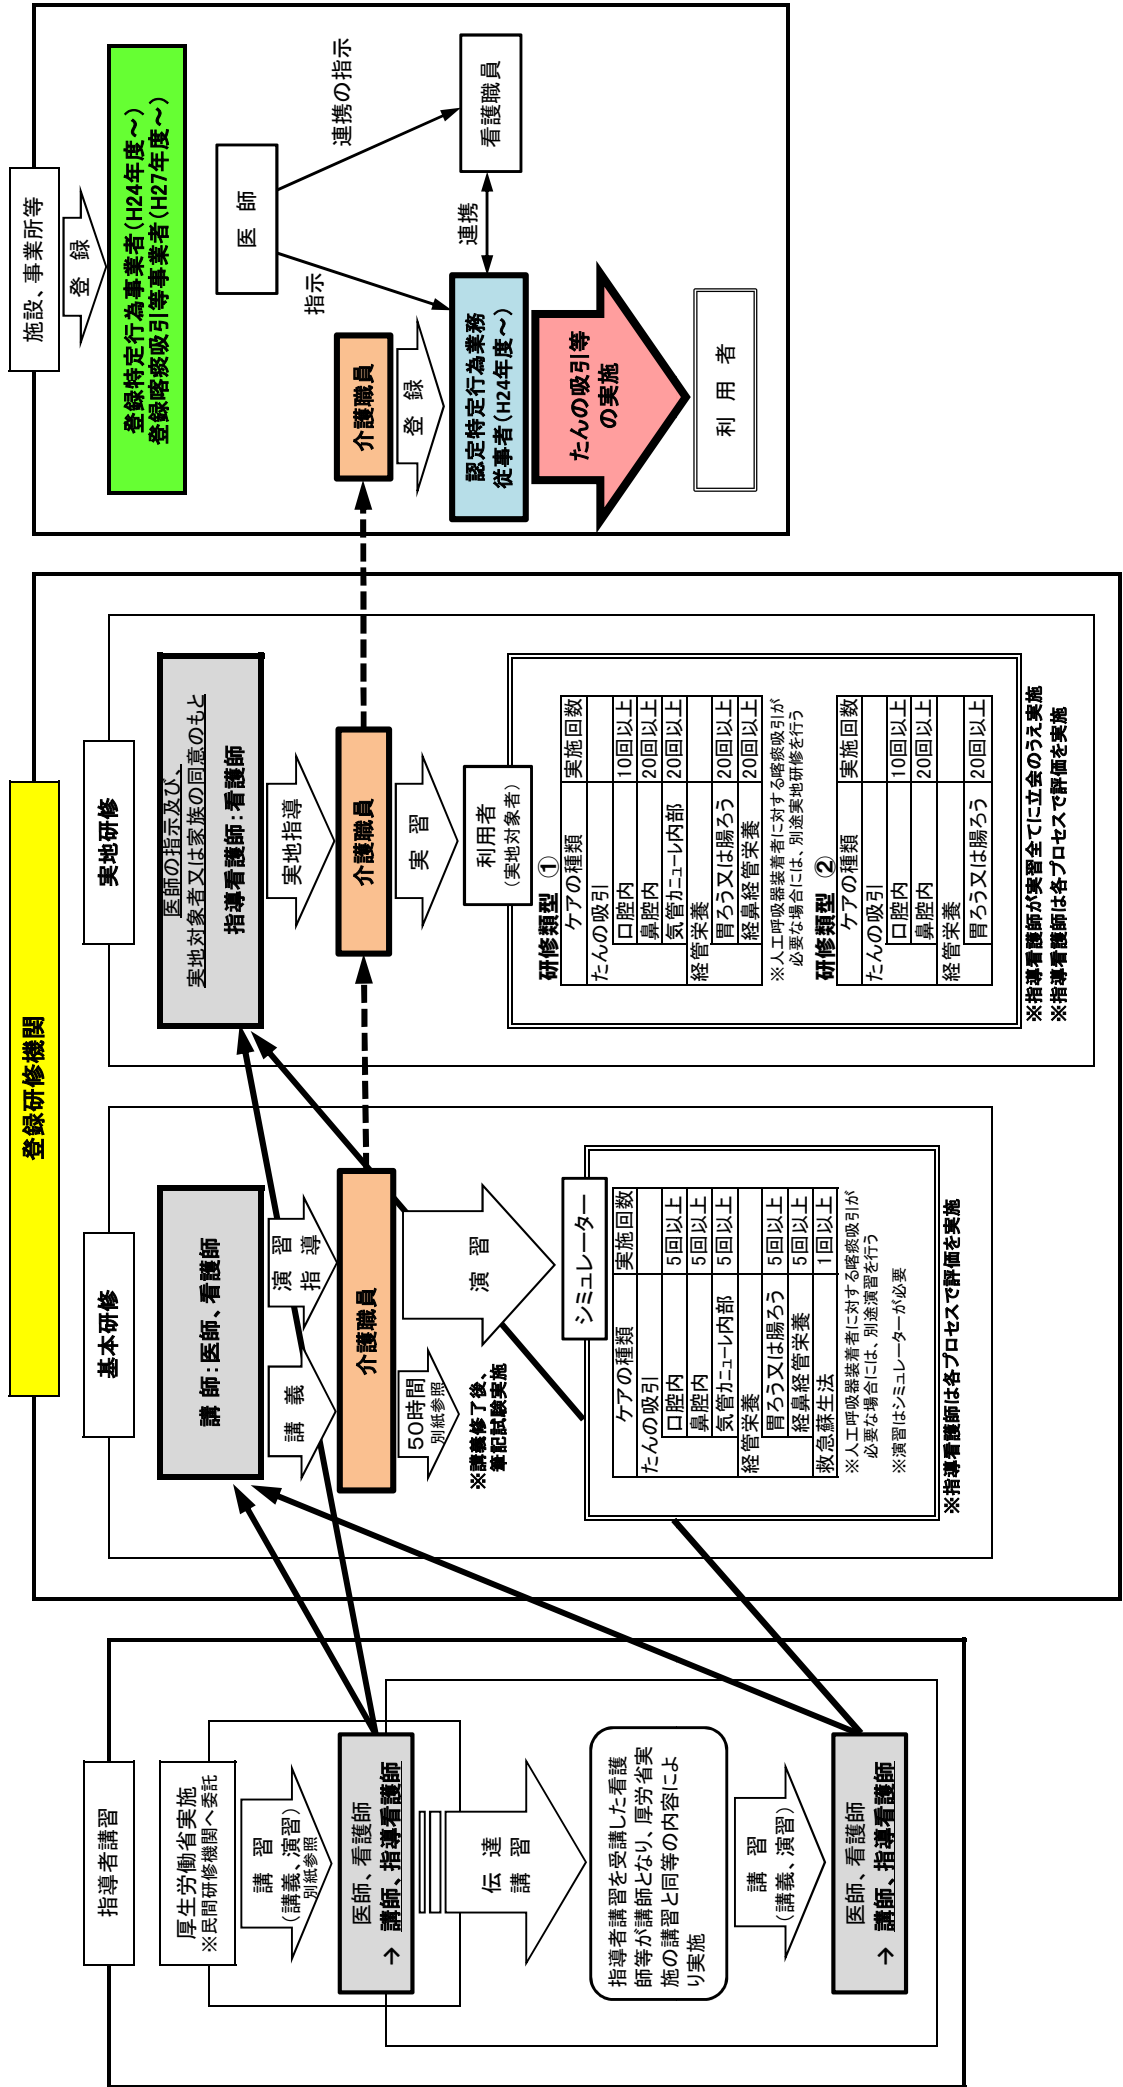 指導者講習
厚生労働省実施
※民間研修機関へ委託
講 習
(講義、演習)
別紙参照
医師、看護師
→ 講師、指導看護師
伝 達
講 習
指導者講習を受講した看護
師等が講師となり、厚労省実
施の講習と同等の内容によ
り実施
講 習
(講義、演習)
医師、看護師
→ 講師、指導看護師
登録研修機関
基本研修
講 師：医師、看護師
講 義
演 習
指 導
介護職員
50時間
別紙参照
※講義修了後、
筆記試験実施
演 習
シミュレーター
ケアの種類 実施回数
たんの吸引
口腔内 5回以上
鼻腔内 5回以上
気管ｶﾆｭｰﾚ内部 5回以上
経管栄養
胃ろう又は腸ろう 5回以上
経鼻経管栄養 5回以上
救急蘇生法 1回以上
※人工呼吸器装着者に対する喀痰吸引が
必要な場合には、別途演習を行う
※演習はシミュレーターが必要
※指導看護師は各プロセスで評価を実施
実地研修
医師の指示及び、
実地対象者又は家族の同意のもと
指導看護師：看護師
実地指導
介護職員
実 習
利用者
(実地対象者)
研修類型 ①
ケアの種類 実施回数
たんの吸引
口腔内 10回以上
鼻腔内 20回以上
気管ｶﾆｭｰﾚ内部 20回以上
経管栄養
胃ろう又は腸ろう 20回以上
経鼻経管栄養 20回以上
※人工呼吸器装着者に対する喀痰吸引が
必要な場合には、別途実地研修を行う
研修類型 ②
ケアの種類 実施回数
たんの吸引
口腔内 10回以上
鼻腔内 20回以上
経管栄養
胃ろう又は腸ろう 20回以上
※指導看護師が実習全てに立会のうえ実施
※指導看護師は各プロセスで評価を実施
施設、事業所等
登 録
登録特定行為事業者(H24年度～)
登録喀痰吸引等事業者(H27年度～)
医 師
指示
連携の指示
介護職員
登 録
認定特定行為業務
従事者(H24年度～)
連携
看護職員
たんの吸引等
の実施
利 用 者